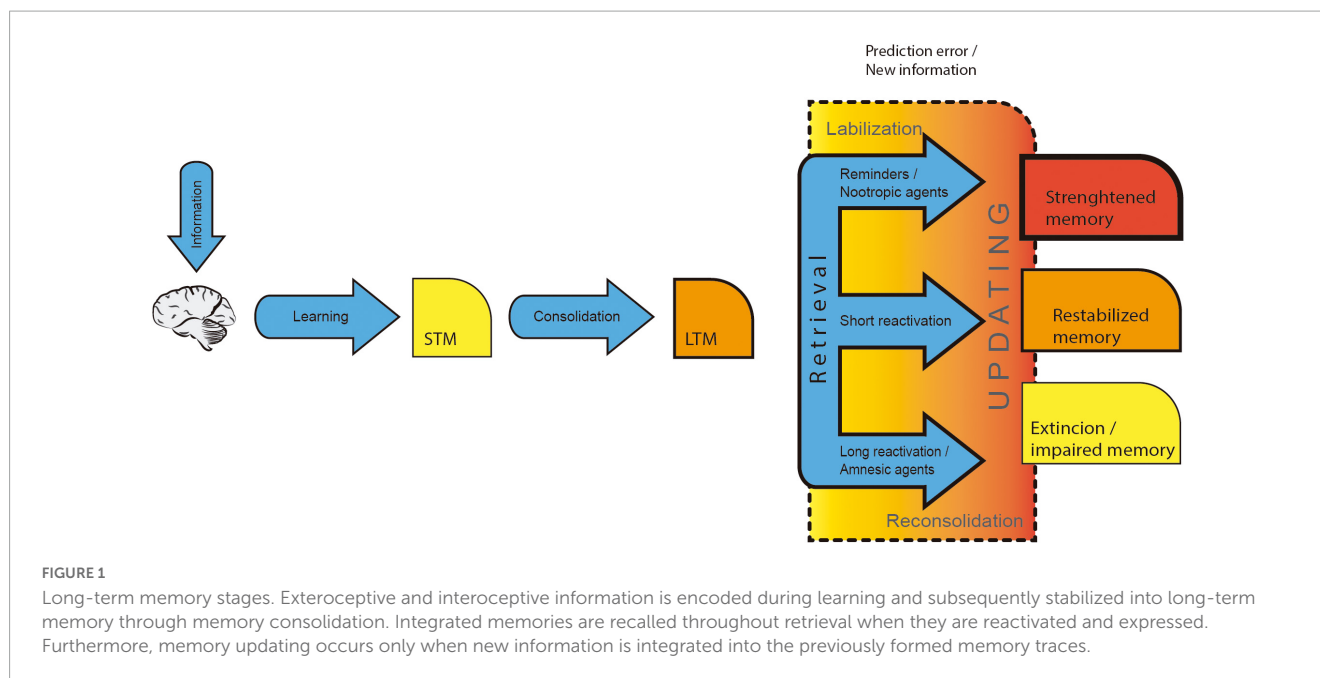 Prediction error /
New information
Labilization
Information
Reminders /
Nootropic agents
Strenghtened
memory
Learning
STM
Consolidation
LTM
Retrieval
Short reactivation
UPDATING
Restabilized
memory
Long reactivation /
Amnesic agents
Extincion /
impaired memory
Reconsolidation
FIGURE 1
Long-term memory stages. Exteroceptive and interoceptive information is encoded during learning and subsequently stabilized into long-term
memory through memory consolidation. Integrated memories are recalled throughout retrieval when they are reactivated and expressed.
Furthermore, memory updating occurs only when new information is integrated into the previously formed memory traces.